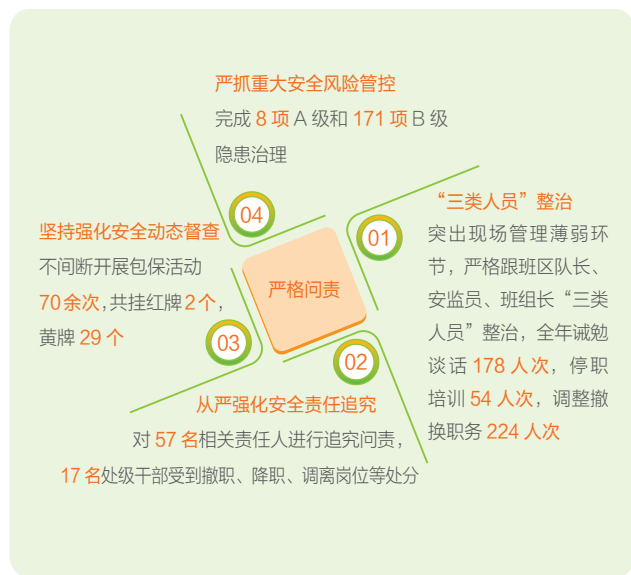 严抓重大安全风险管控
完成 8 项 A 级和 171 项 B 级
隐患治理
04
“三类人员”整治
01
突出现场管理薄弱环
节，严格跟班区队长、
安监员、班组长“三类
人员”整治，全年诫勉
谈话 178 人次，停职
培训 54 人次，调整撤
换职务 224 人次
坚持强化安全动态督查
不间断开展包保活动
70 余次，共挂红牌 2 个，
黄牌 29 个
03
严格问责
02
从严强化安全责任追究
对 57 名相关责任人进行追究问责，
17 名处级干部受到撤职、降职、调离岗位等处分